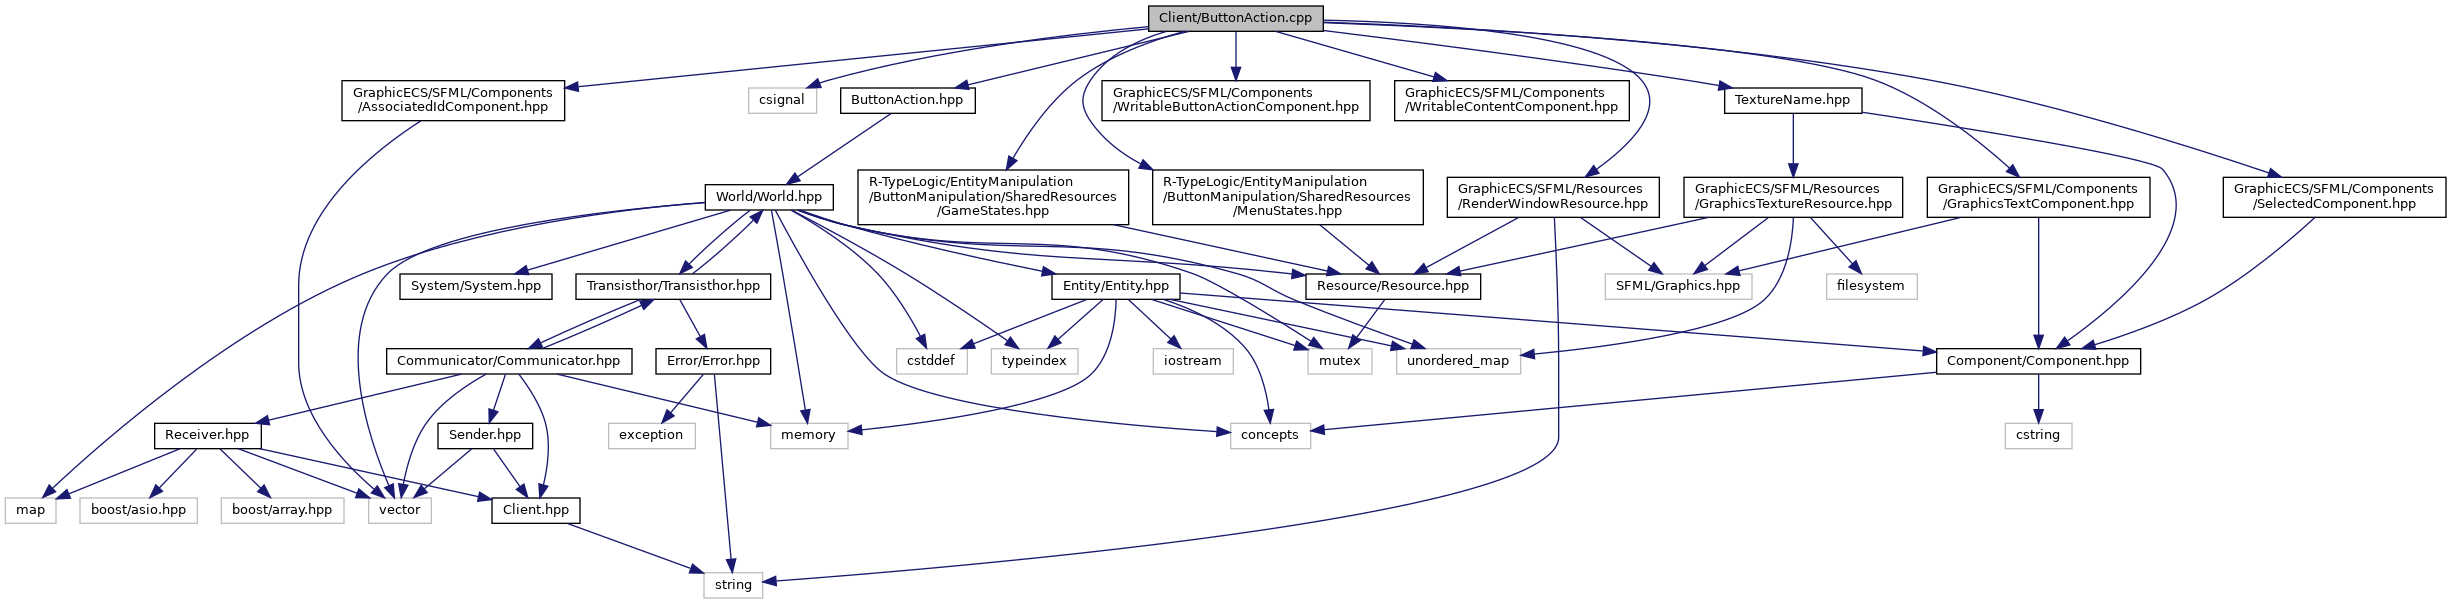 Client/ButtonAction.cpp
GraphicECS/SFML/Components
/AssociatedIdComponent.hpp
csignal
ButtonAction.hpp
GraphicECS/SFML/Components
/WritableButtonActionComponent.hpp
GraphicECS/SFML/Components
/WritableContentComponent.hpp
TextureName.hpp
World/World.hpp
R-TypeLogic/EntityManipulation
/ButtonManipulation/SharedResources
/GameStates.hpp
R-TypeLogic/EntityManipulation
/ButtonManipulation/SharedResources
/MenuStates.hpp
GraphicECS/SFML/Resources
/RenderWindowResource.hpp
GraphicECS/SFML/Resources
/GraphicsTextureResource.hpp
GraphicECS/SFML/Components
/GraphicsTextComponent.hpp
GraphicECS/SFML/Components
/SelectedComponent.hpp
System/System.hpp
Transisthor/Transisthor.hpp
Entity/Entity.hpp
Resource/Resource.hpp
SFML/Graphics.hpp
filesystem
Communicator/Communicator.hpp
Error/Error.hpp
cstddef
typeindex
iostream
mutex
unordered_map
Component/Component.hpp
Receiver.hpp
Sender.hpp
exception
memory
concepts
cstring
map
boost/asio.hpp
boost/array.hpp
vector
Client.hpp
string